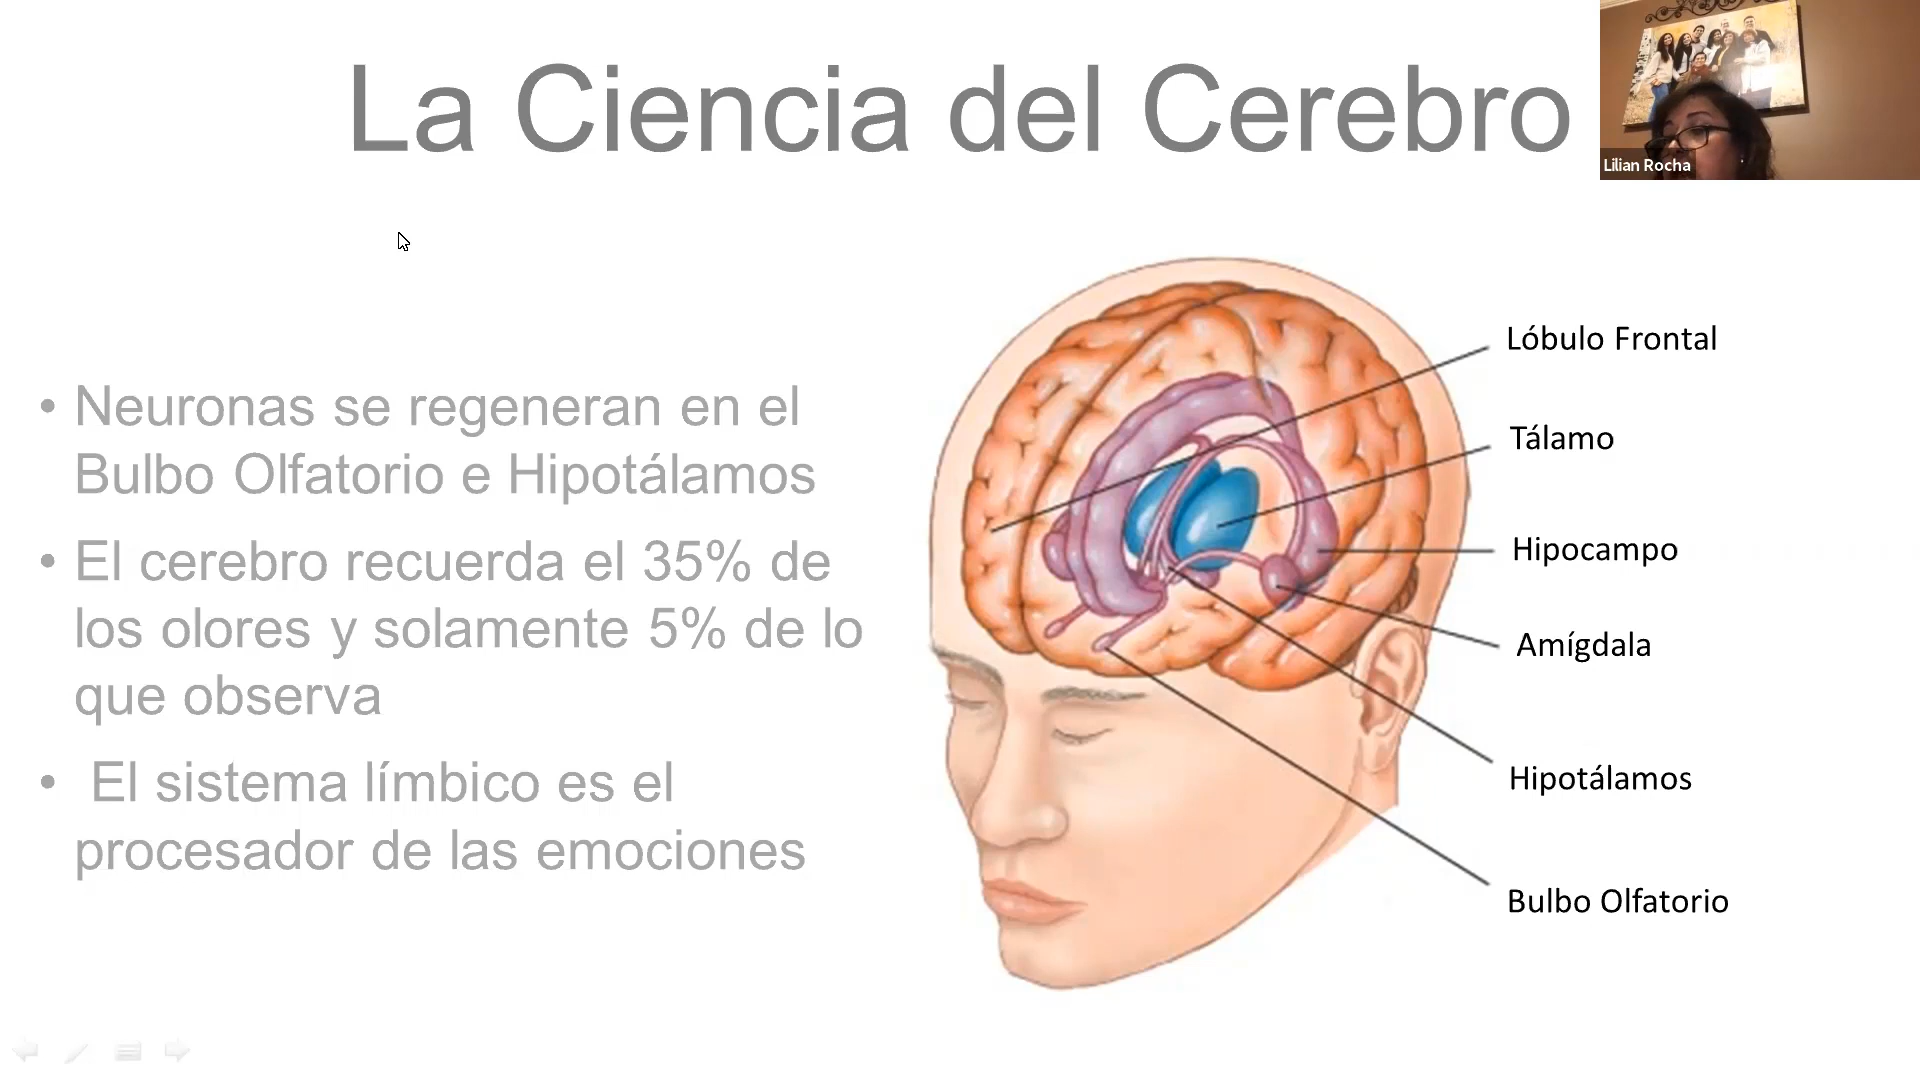 La Ciencia del Cerebro
Lilian Rocha
• Neuronas se regeneran en el
Bulbo Olfatorio e Hipotálamos
• El cerebro recuerda el 35% de
los olores y solamente 5% de lo
que observa
• El sistema límbico es el
procesador de las emociones
Lóbulo Frontal
Tálamo
Hipocampo
Amígdala
Hipotálamos
Bulbo Olfatorio